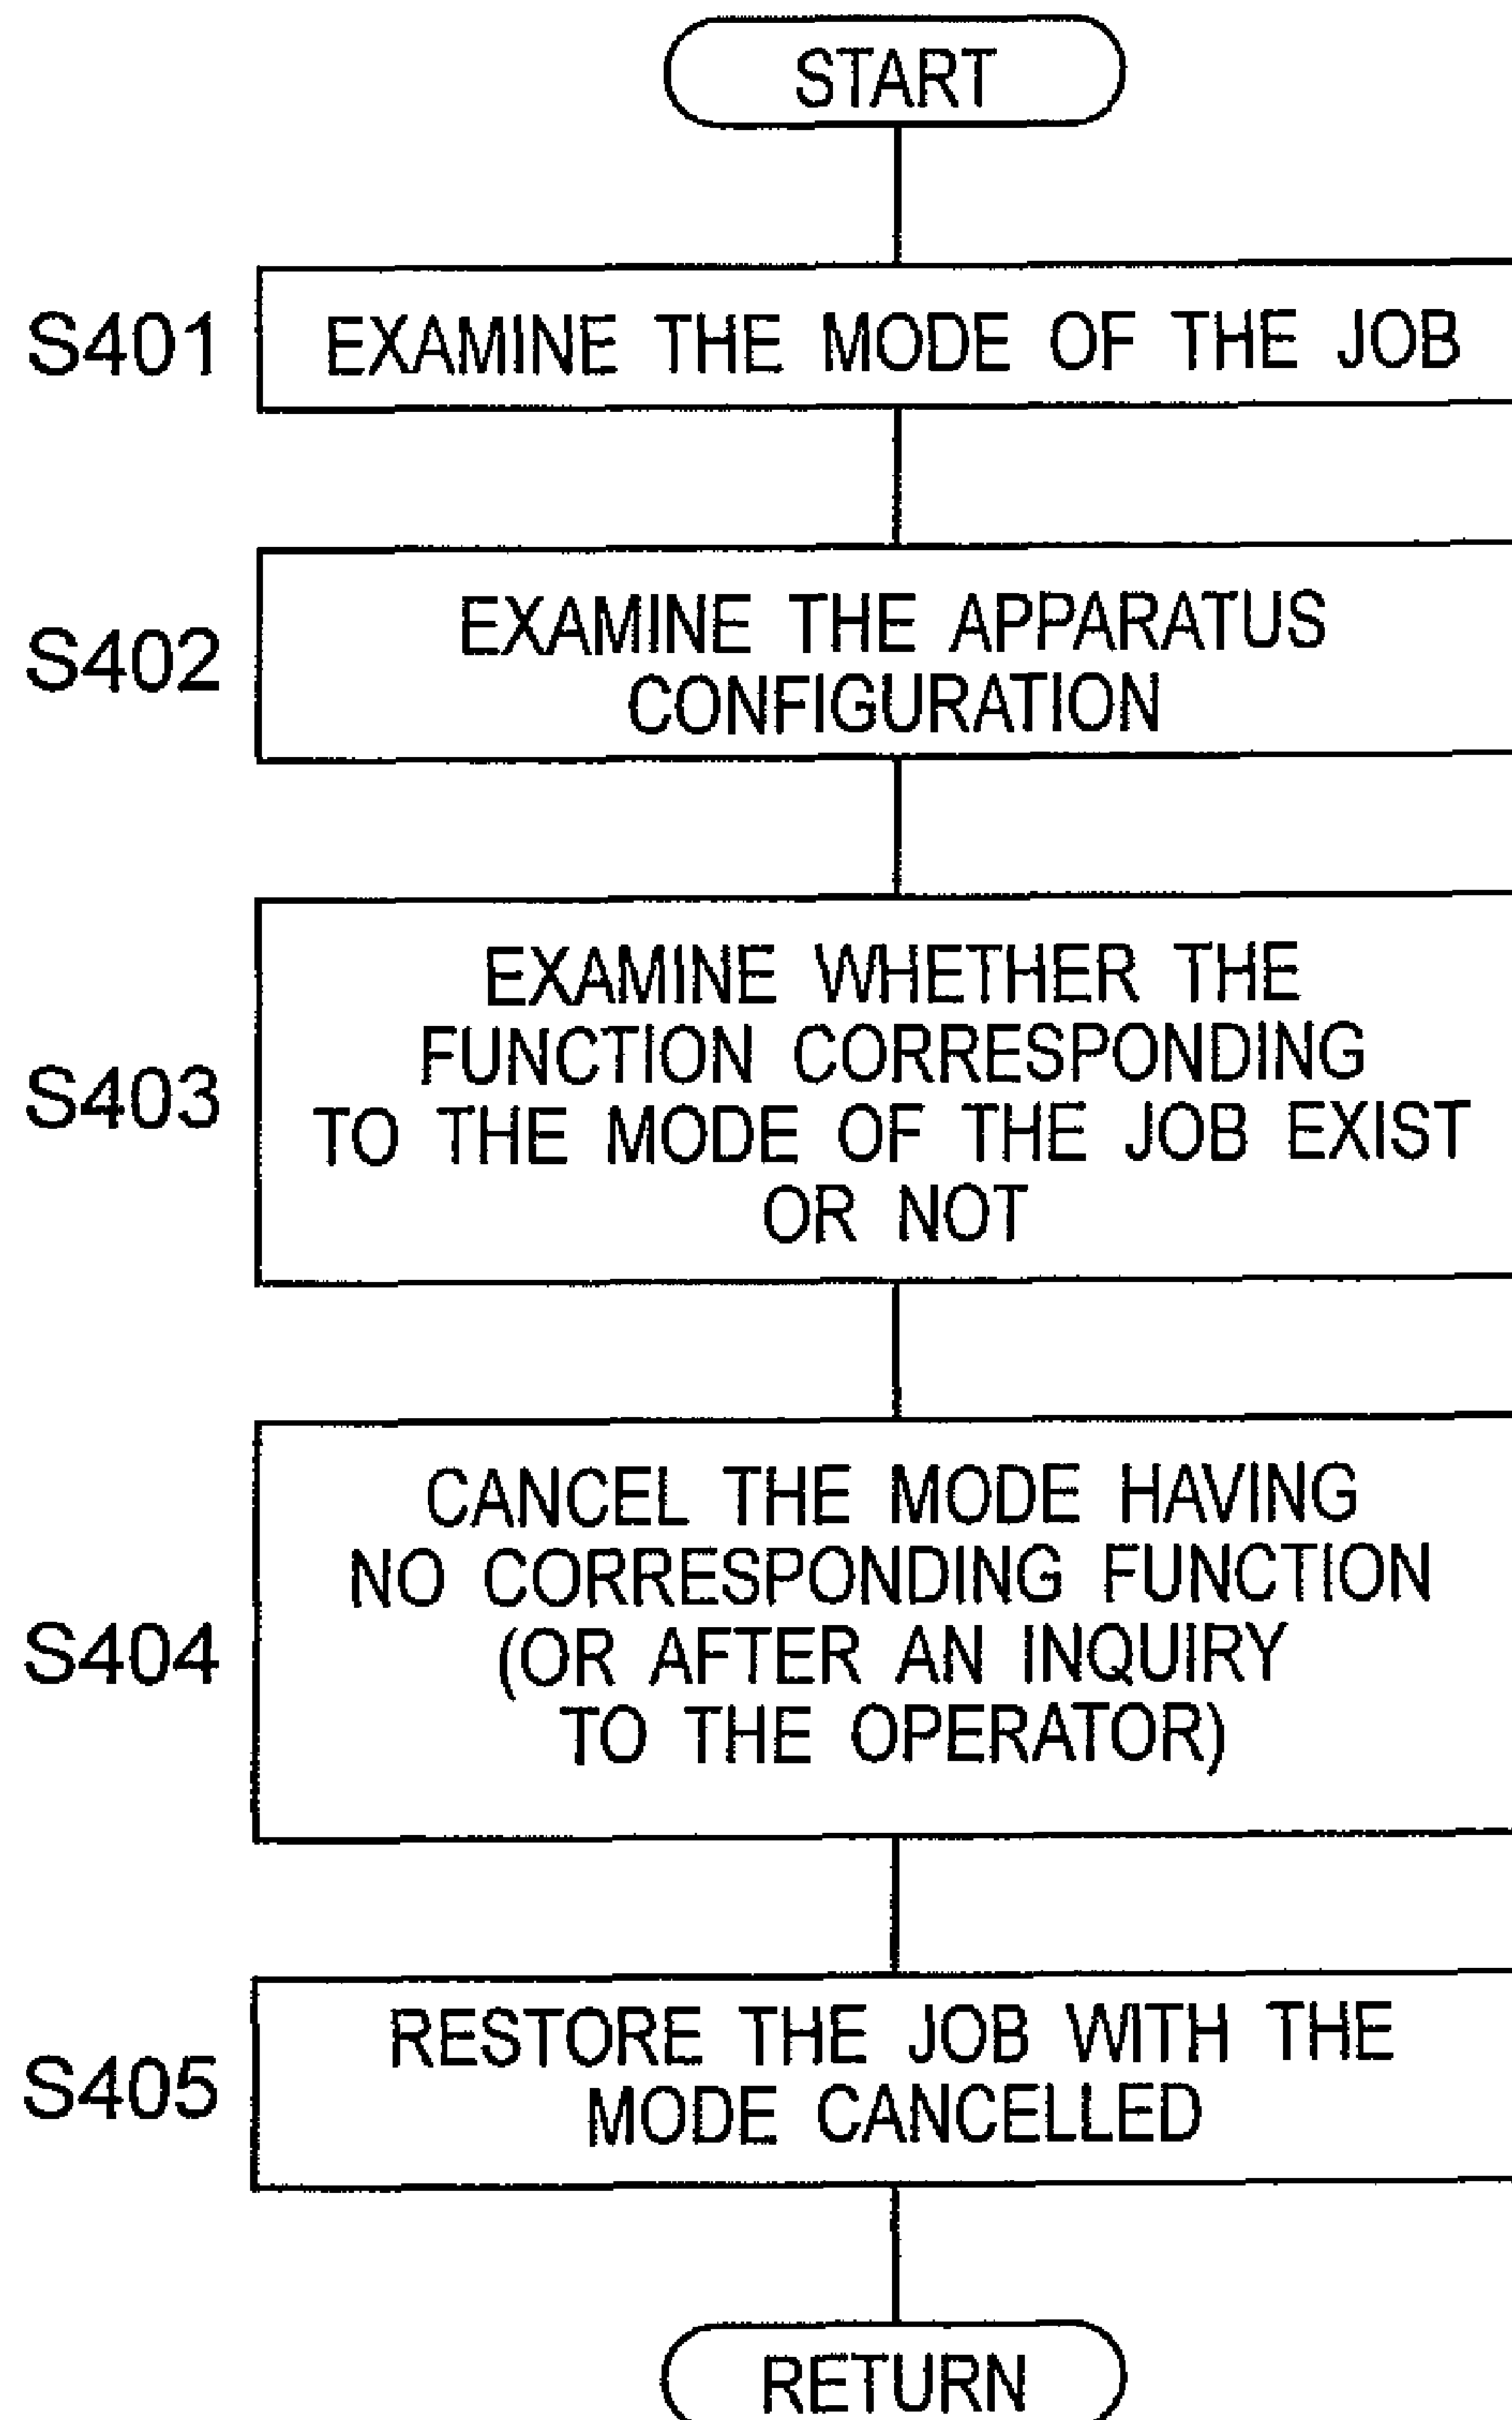 START
S401
EXAMINE THE MODE OF THE JOB
S402
EXAMINE THE APPARATUS
CONFIGURATION
S403
EXAMINE WHETHER THE
FUNCTION CORRESPONDING
TO THE MODE OF THE JOB EXIST
OR NOT
S404
CANCEL THE MODE HAVING
NO CORRESPONDING FUNCTION
(OR AFTER AN INQUIRY
TO THE OPERATOR)
S405
RESTORE THE JOB WITH THE
MODE CANCELLED
RETURN